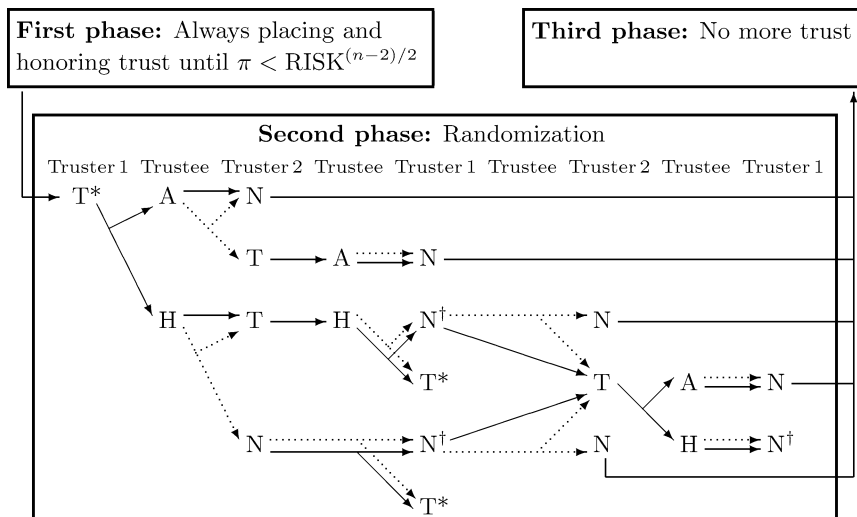 First phase: Always placing and
honoring trust until π < RISK^{(n−2)/2}
Third phase: No more trust
Second phase: Randomization
Truster 1 Trustee Truster 2 Trustee Truster 1 Trustee Truster 2 Trustee Truster 1
T* A N
T A N
H T H N† N
T* T A N
N N† N H N†
T*